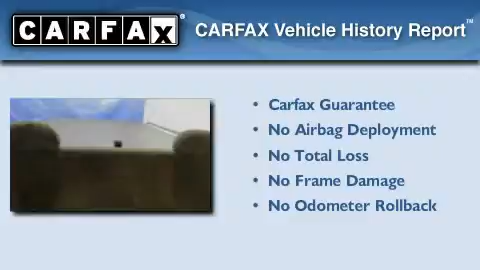 CARFAX® CARFAX Vehicle History Report™
• Carfax Guarantee
• No Airbag Deployment
• No Total Loss
• No Frame Damage
• No Odometer Rollback